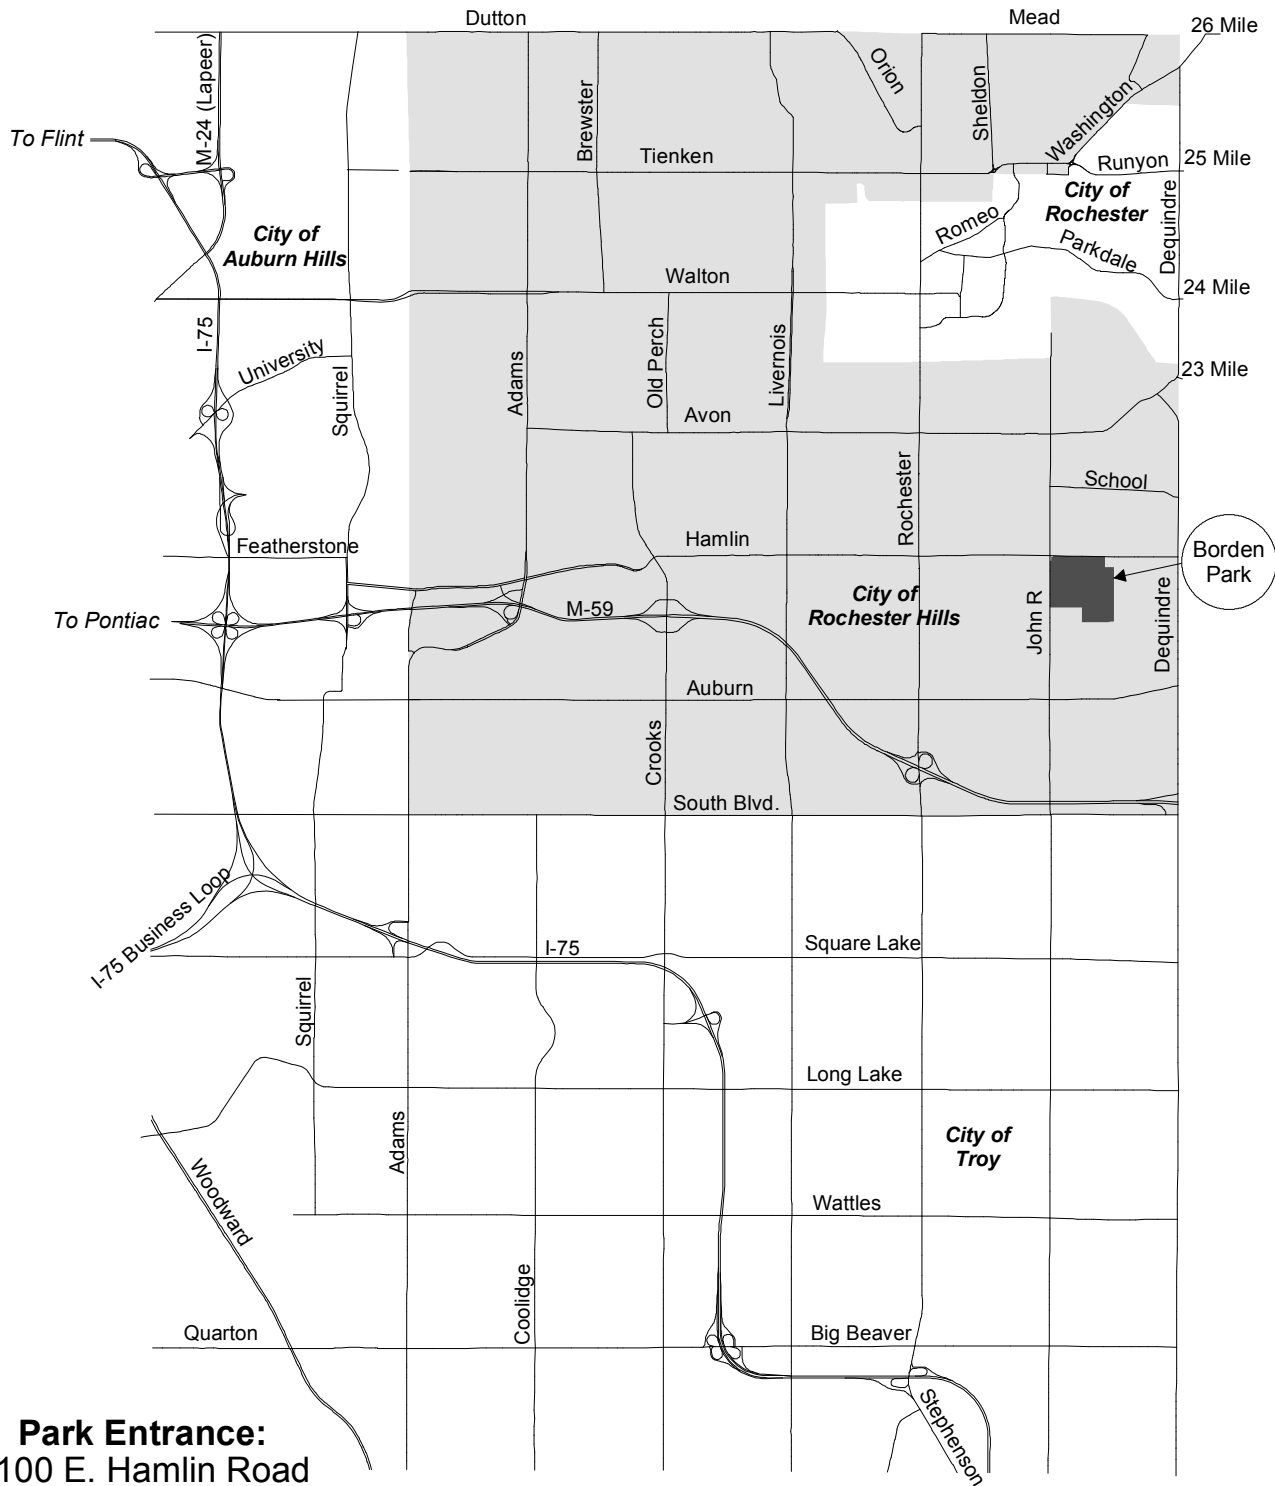 Dutton
Mead
26 Mile
M-24 (Lapeer)
Orion
Sheldon
Washington
Brewster
To Flint
Tienken
Runyon
25 Mile
City of
Rochester
Dequindre
City of
Auburn Hills
Romeo
Parkdale
Walton
24 Mile
I-75
University
Squirrel
Adams
Old Perch
Livernois
23 Mile
Avon
Rochester
School
Featherstone
Hamlin
Borden
Park
City of
Rochester Hills
M-59
To Pontiac
John R
Dequindre
Auburn
Crooks
South Blvd.
I-75 Business Loop
I-75
Square Lake
Squirrel
Long Lake
Adams
City of
Troy
Woodward
Wattles
Coolidge
Quarton
Big Beaver
Stephenson
Park Entrance:
100 E. Hamlin Road